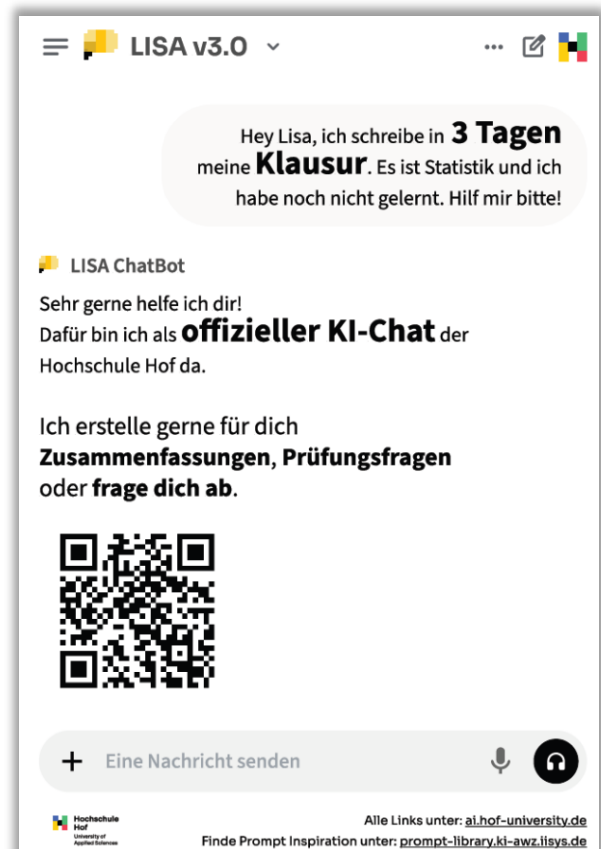 LISA v3.0
Hey Lisa, ich schreibe in 3 Tagen
meine Klausur. Es ist Statistik und ich
habe noch nicht gelernt. Hilf mir bitte!
LISA ChatBot
Sehr gerne helfe ich dir!
Dafür bin ich als offizieller KI-Chat der
Hochschule Hof da.
Ich erstelle gerne für dich
Zusammenfassungen, Prüfungsfragen
oder frage dich ab.
Eine Nachricht senden
Hochschule
Hof
University of
Applied Sciences
Alle Links unter: ai.hof-university.de
Finde Prompt Inspiration unter: prompt-library.ki-awz.iisys.de